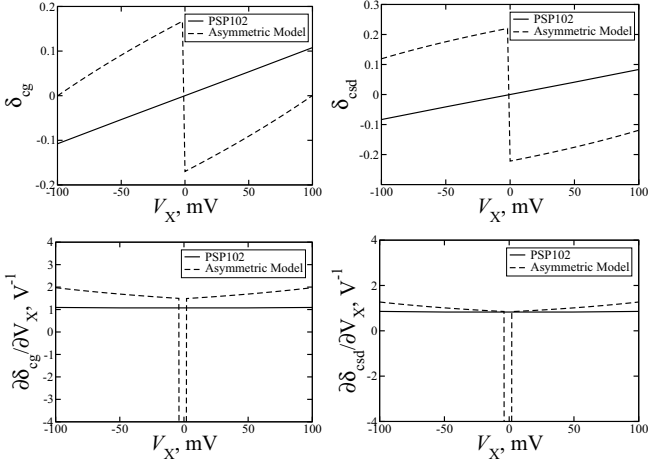 0.2
0.1
0
-0.1
0.2
δcg
PSP102
Asymmetric Model
-100 -50 0 50 100
VX, mV
0.3
0.2
0.1
0
-0.1
-0.2
δcsd
PSP102
Asymmetric Model
-100 -50 0 50 100
VX, mV
4
3
2
1
0
-1
-2
-3
-4
∂δcg/∂VX, V⁻¹
PSP102
Asymmetric Model
-100 -50 0 50 100
VX, mV
4
2
0
-2
-4
∂δcsd/∂VX, V⁻¹
PSP102
Asymmetric Model
-100 -50 0 50 100
VX, mV